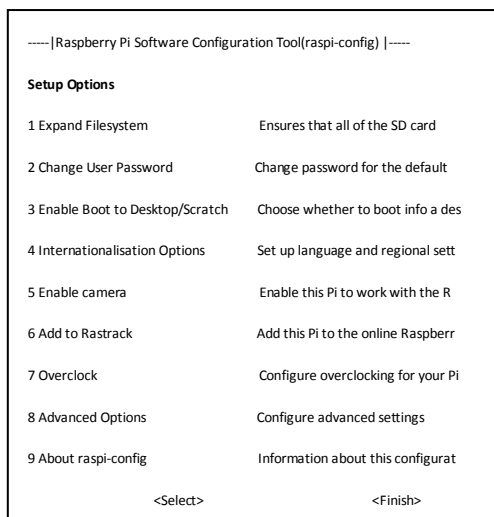 -----|Raspberry Pi Software Configuration Tool(raspi-config) |-----
Setup Options
1 Expand Filesystem Ensures that all of the SD card
2 Change User Password Change password for the default
3 Enable Boot to Desktop/Scratch Choose whether to boot info a des
4 Internationalisation Options Set up language and regional sett
5 Enable camera Enable this Pi to work with the R
6 Add to Rastrack Add this Pi to the online Raspberr
7 Overclock Configure overclocking for your Pi
8 Advanced Options Configure advanced settings
9 About raspi-config Information about this configurat
<Select> <Finish>